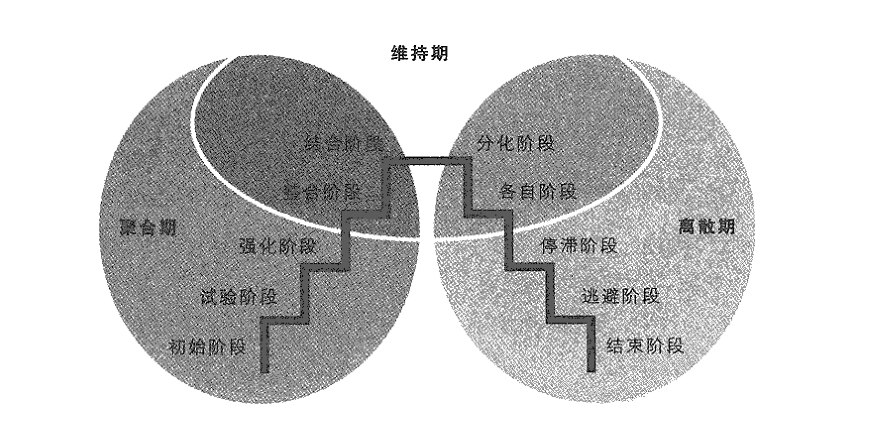 维持期
结合阶段
分化阶段
整合阶段
各自阶段
聚合期
离散期
强化阶段
停滞阶段
试验阶段
逃避阶段
初始阶段
结束阶段